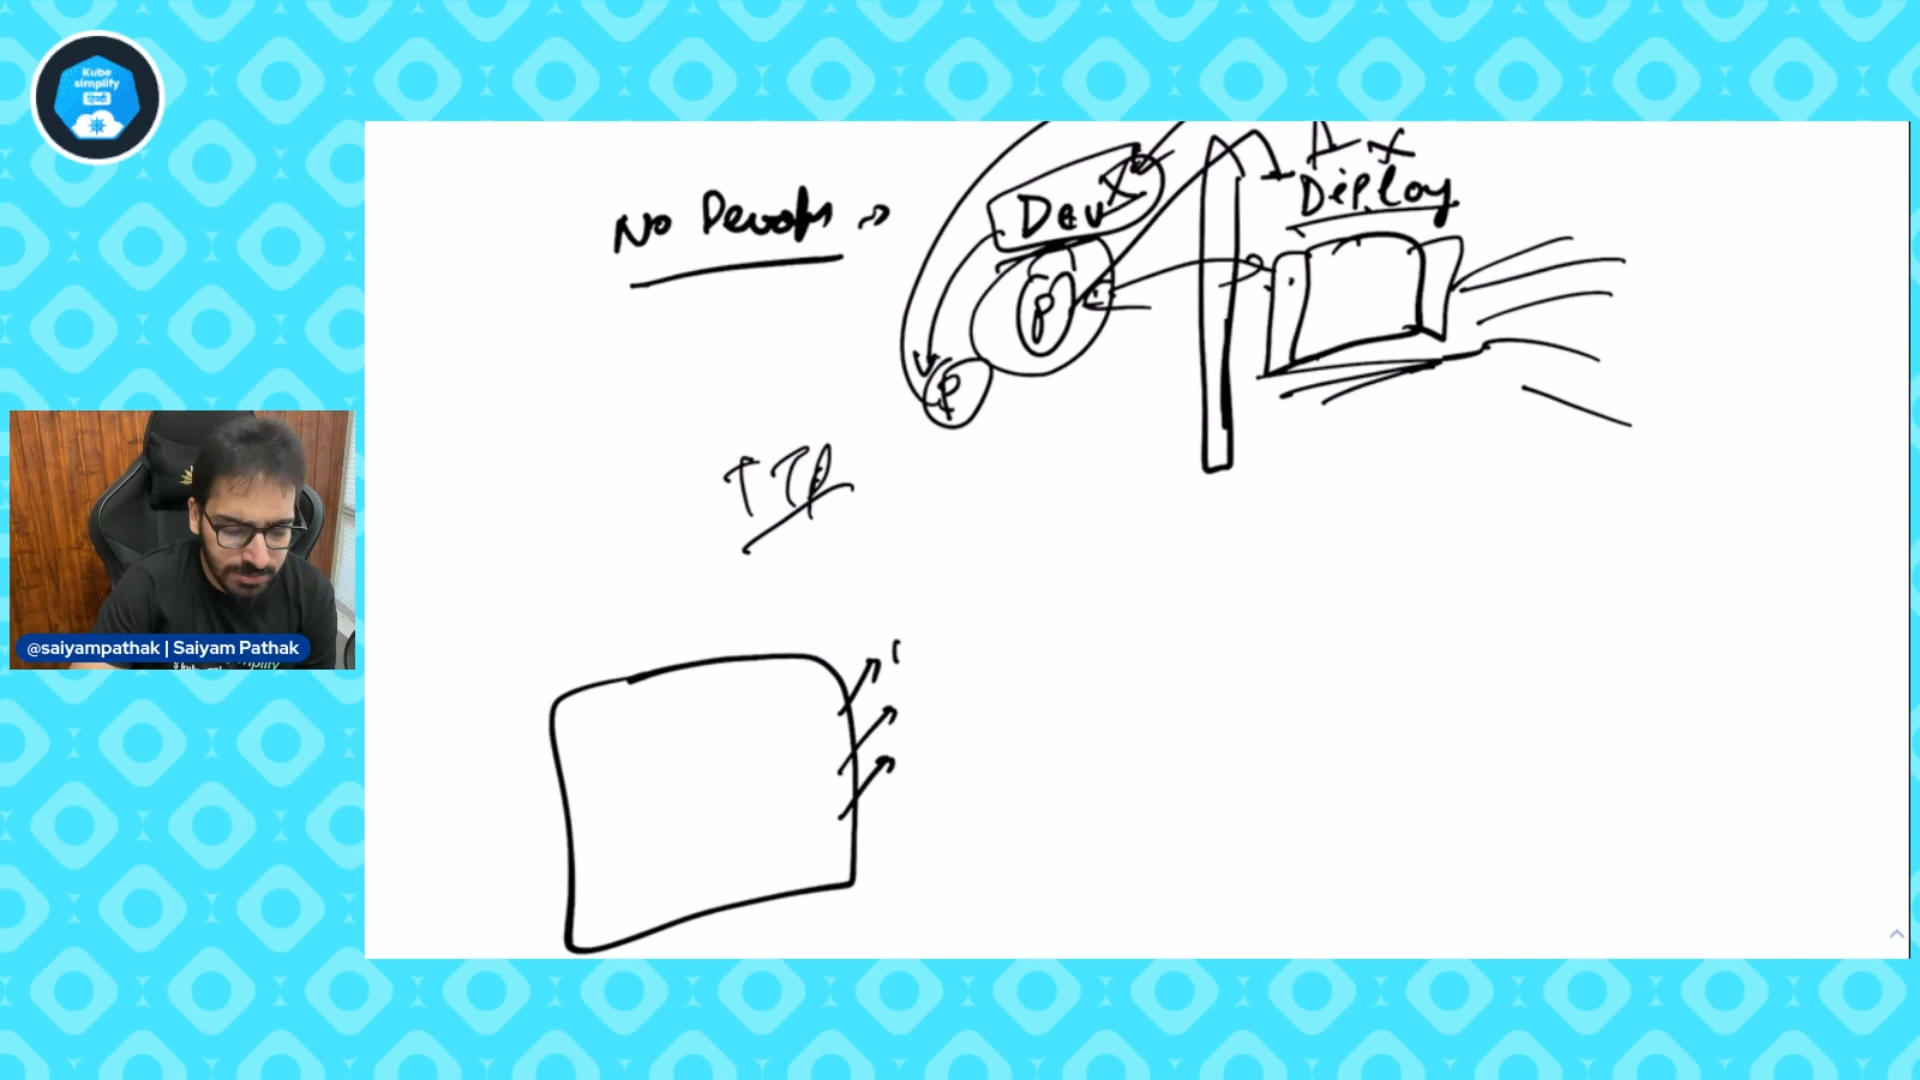 Kube
simplify
हिन्दी
No Devops →
Dev
Deploy
P
P
@saiyampathak | Saiyam Pathak